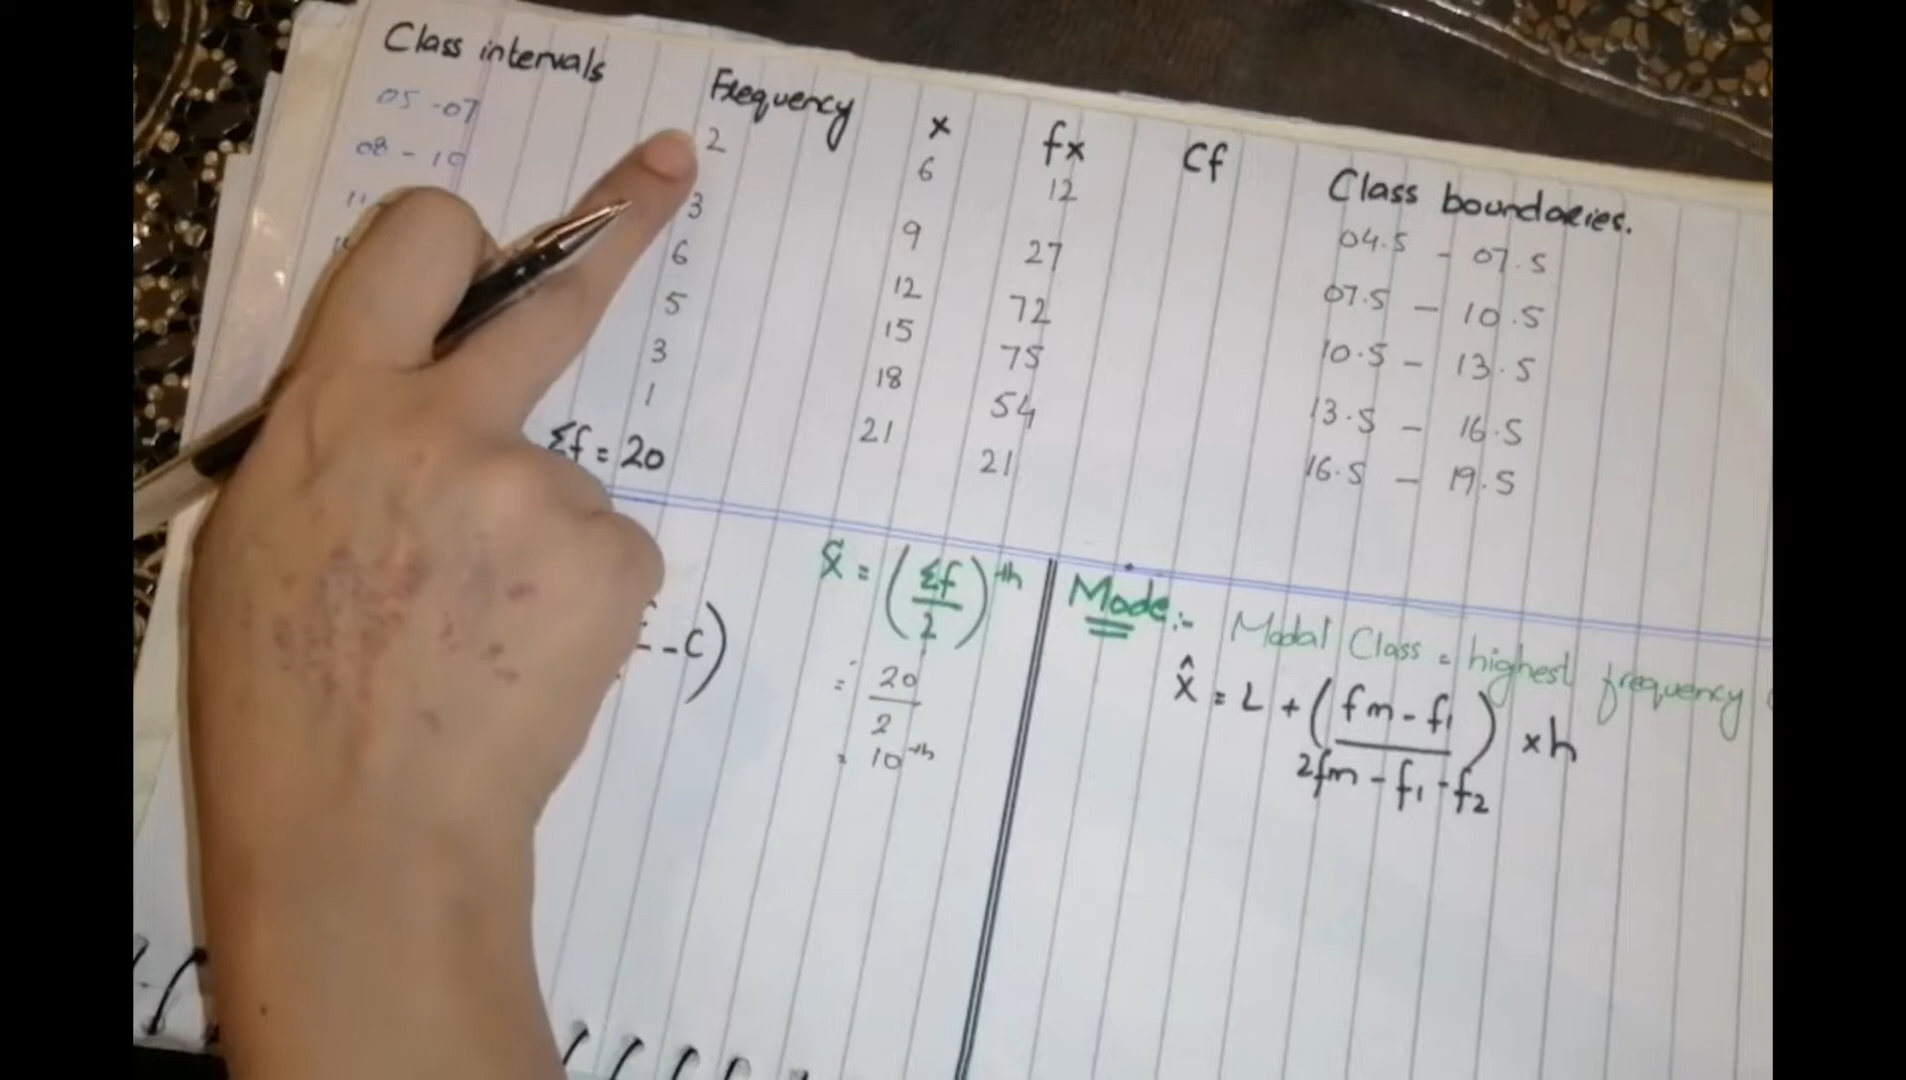 Class intervals Frequency x fx Cf Class boundaries.
05-07 2 6 12 04.5 - 07.5
08-10 3 9 27 07.5 - 10.5
11 6 12 72 10.5 - 13.5
5 15 75 13.5 - 16.5
3 18 54 16.5 - 19.5
1 21 21
Σf = 20
-C)
x̃ = (Σf/2)th
= 20/2
= 10th
Mode:- Modal Class = highest frequency
x̂ = L + (fm - f1 / 2fm - f1 - f2) × h